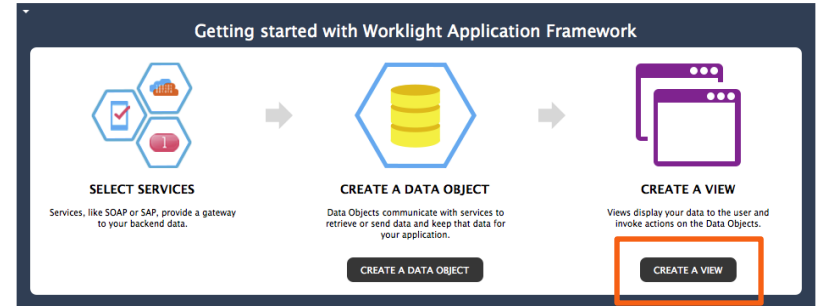 Getting started with Worklight Application Framework
1
SELECT SERVICES
Services, like SOAP or SAP, provide a gateway
to your backend data.
CREATE A DATA OBJECT
Data Objects communicate with services to
retrieve or send data and keep that data for
your application.
CREATE A DATA OBJECT
CREATE A VIEW
Views display your data to the user and
invoke actions on the Data Objects.
CREATE A VIEW